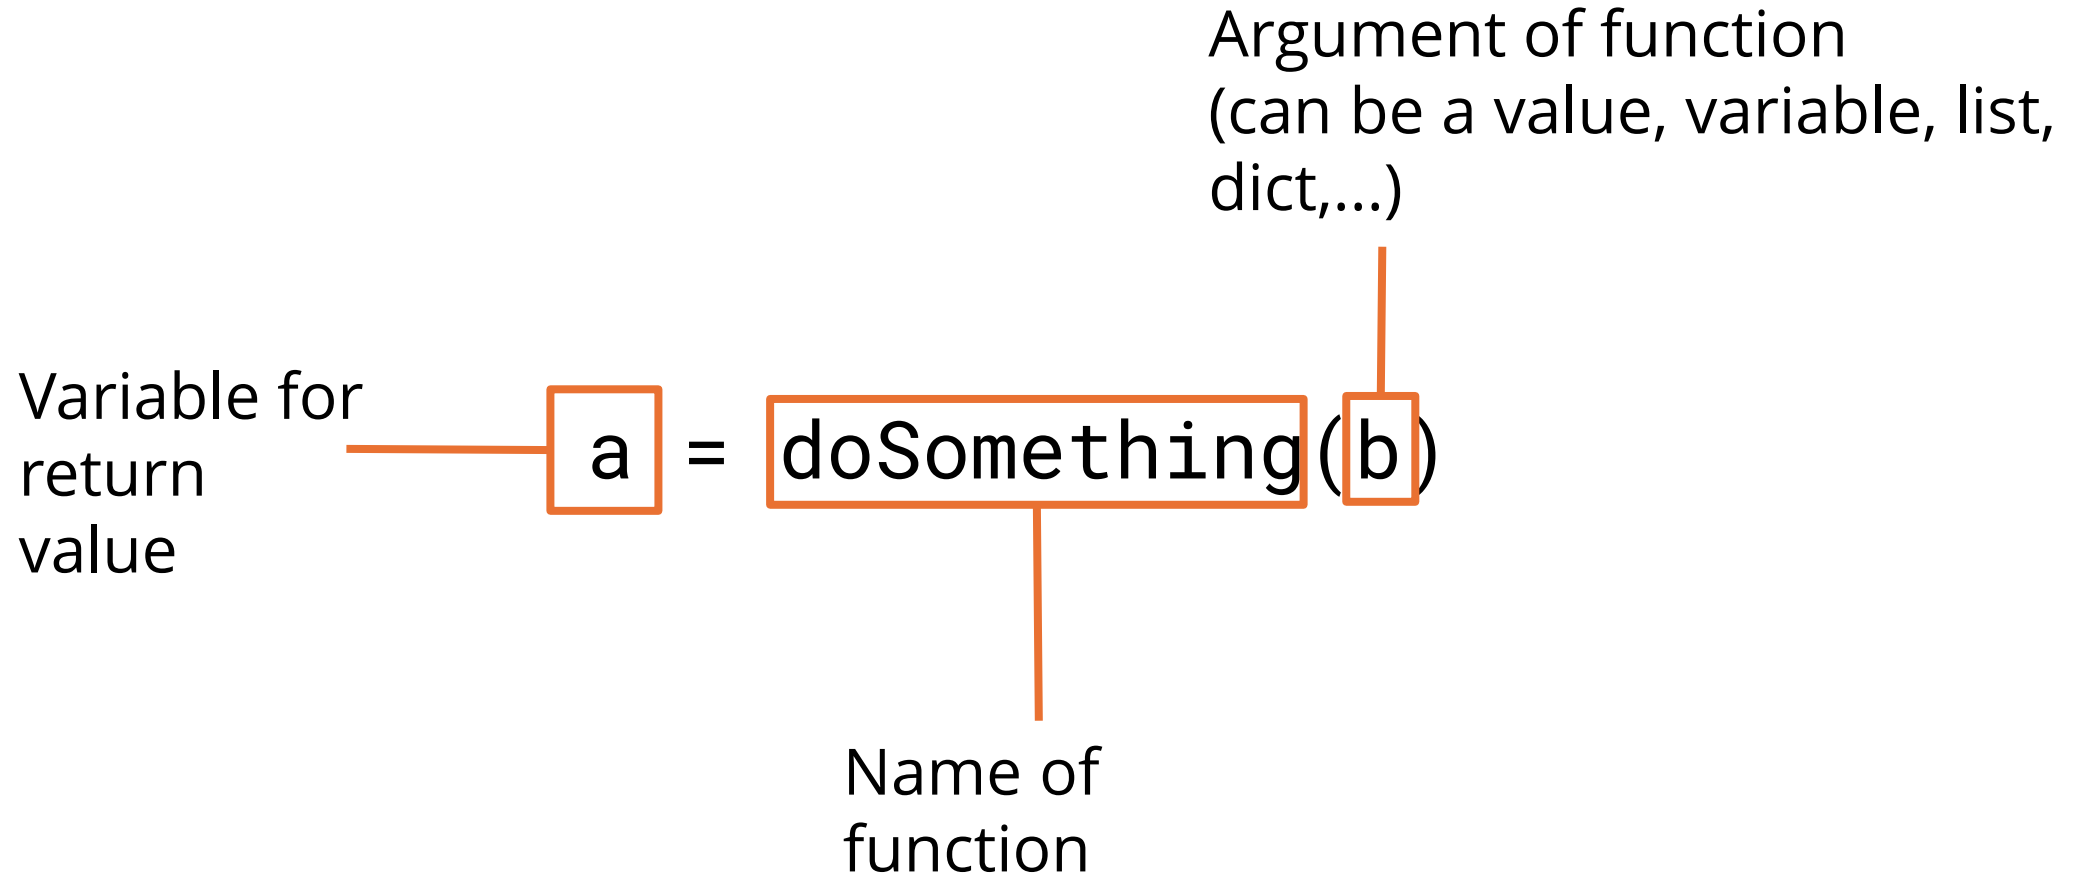 Argument of function
(can be a value, variable, list,
dict,...)
Variable for
return
value
a = doSomething(b)
Name of
function